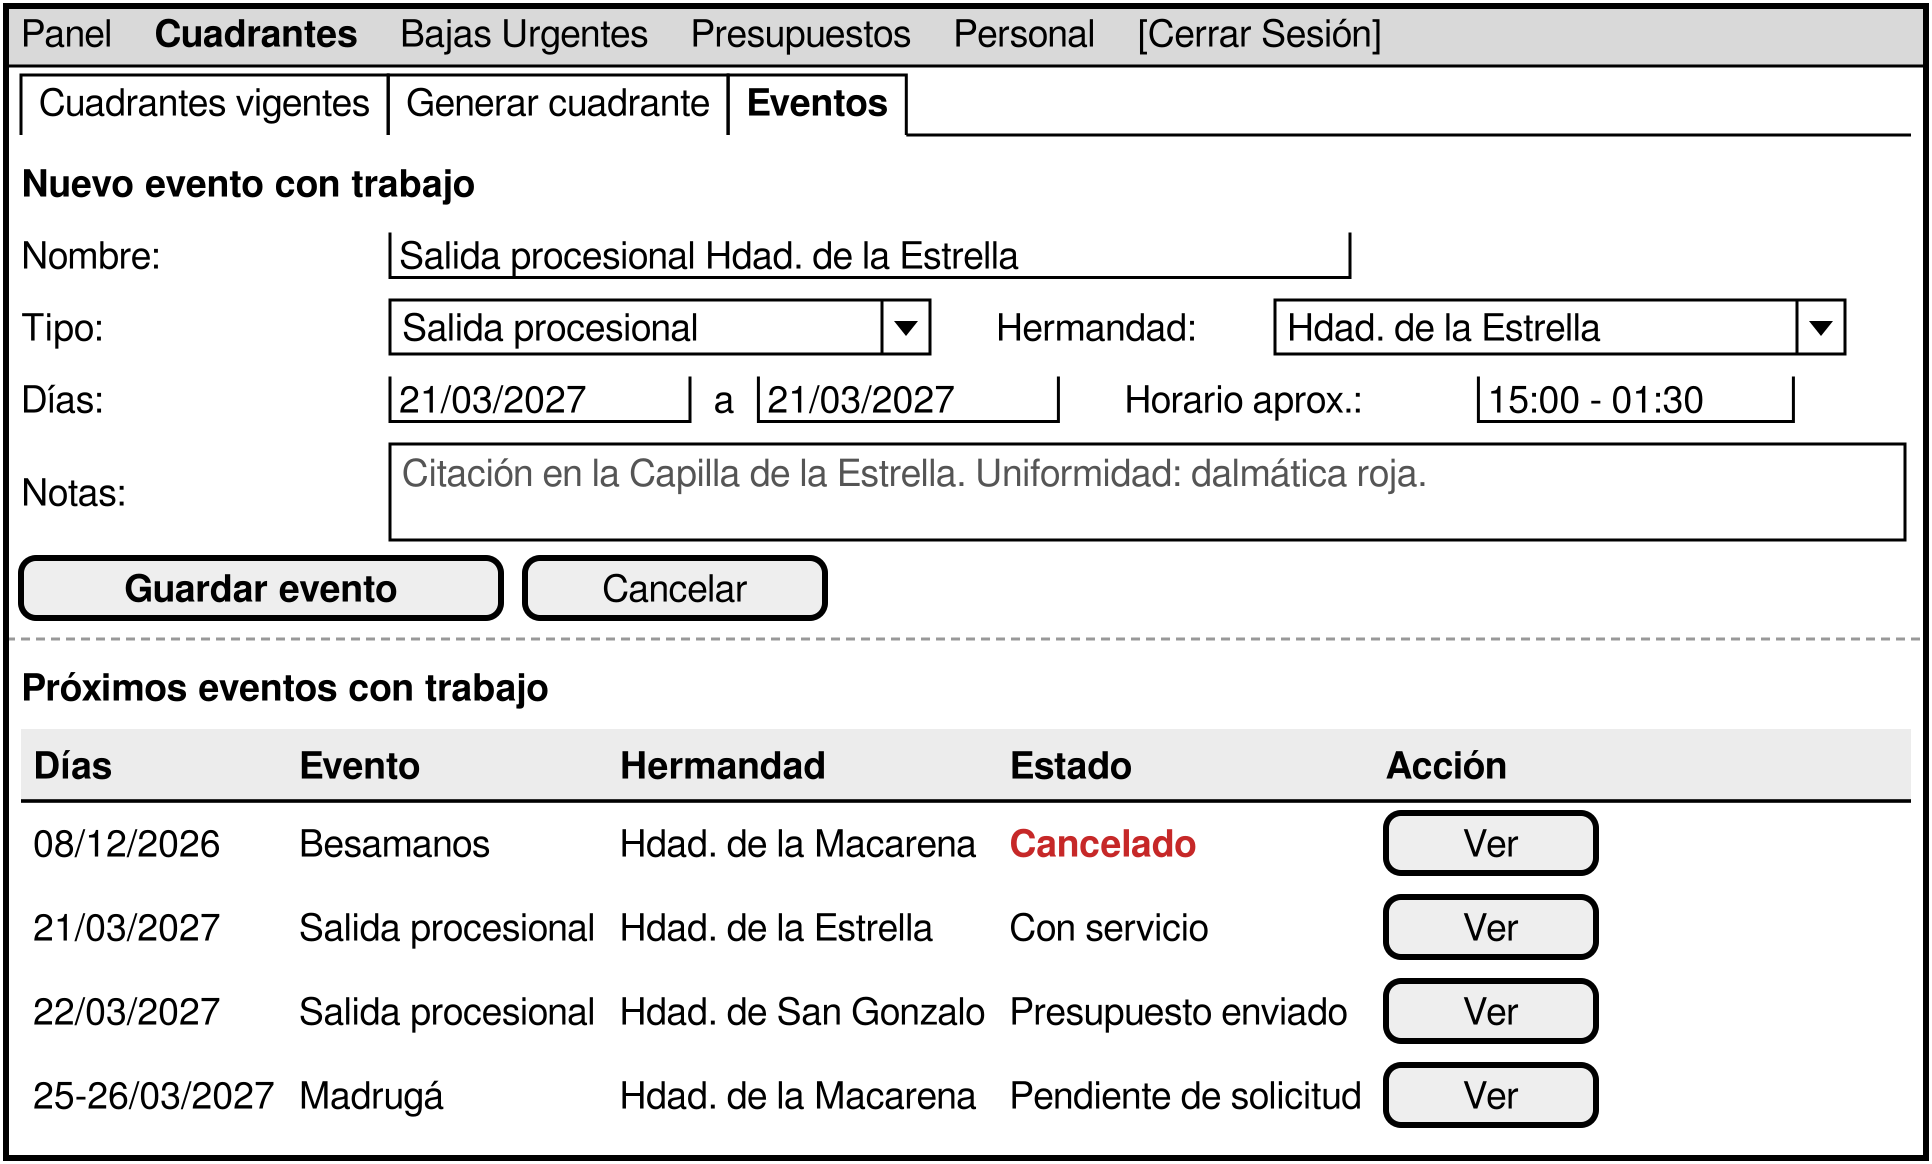 Panel Cuadrantes Bajas Urgentes Presupuestos Personal [Cerrar Sesión]
Cuadrantes vigentes Generar cuadrante Eventos
Nuevo evento con trabajo
Nombre: Salida procesional Hdad. de la Estrella
Tipo: Salida procesional Hermandad: Hdad. de la Estrella
Días: 21/03/2027 a 21/03/2027 Horario aprox.: 15:00 - 01:30
Notas: Citación en la Capilla de la Estrella. Uniformidad: dalmática roja.
Guardar evento Cancelar
Próximos eventos con trabajo
Días Evento Hermandad Estado Acción
08/12/2026 Besamanos Hdad. de la Macarena Cancelado Ver
21/03/2027 Salida procesional Hdad. de la Estrella Con servicio Ver
22/03/2027 Salida procesional Hdad. de San Gonzalo Presupuesto enviado Ver
25-26/03/2027 Madrugá Hdad. de la Macarena Pendiente de solicitud Ver